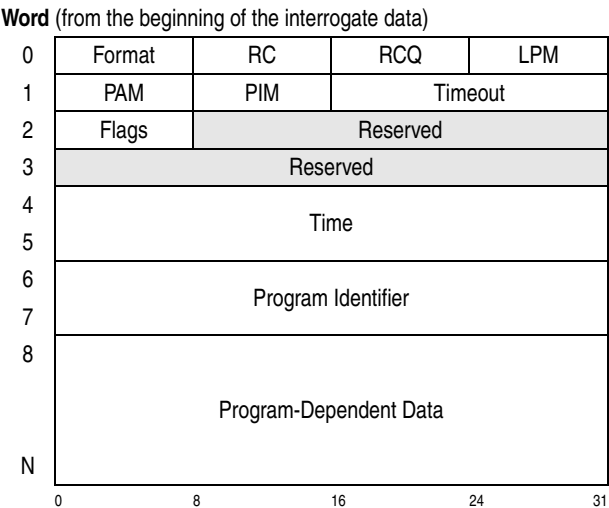 Word (from the beginning of the interrogate data)
0 Format RC RCQ LPM
1 PAM PIM Timeout
2 Flags Reserved
3 Reserved
4
Time
5
6
Program Identifier
7
8
Program-Dependent Data
N
0 8 16 24 31